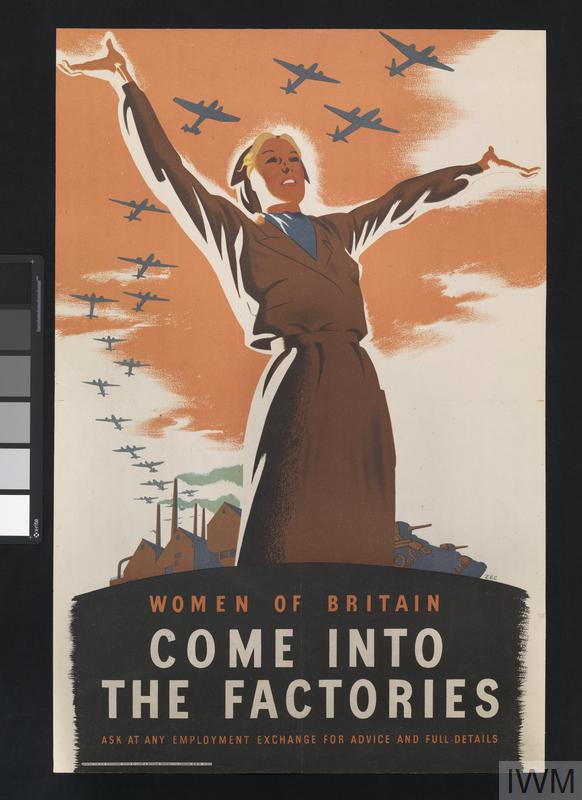 ZEC
WOMEN OF BRITAIN
COME INTO
THE FACTORIES
ASK AT ANY EMPLOYMENT EXCHANGE FOR ADVICE AND FULL DETAILS
IWM